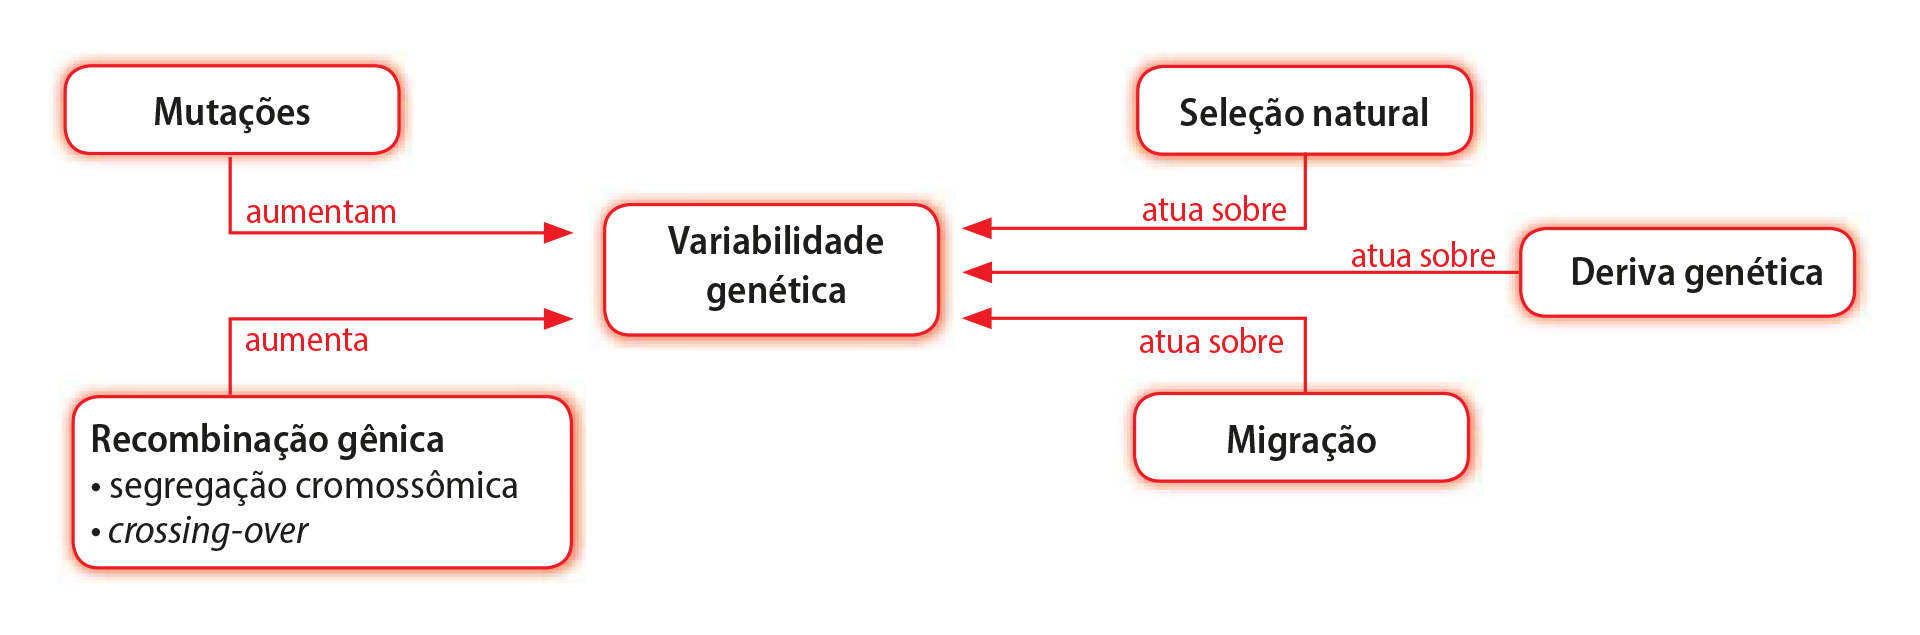 Mutações
aumentam
Variabilidade
genética
aumenta
Recombinação gênica
• segregação cromossômica
• crossing-over
Seleção natural
atua sobre
atua sobre
Deriva genética
atua sobre
Migração